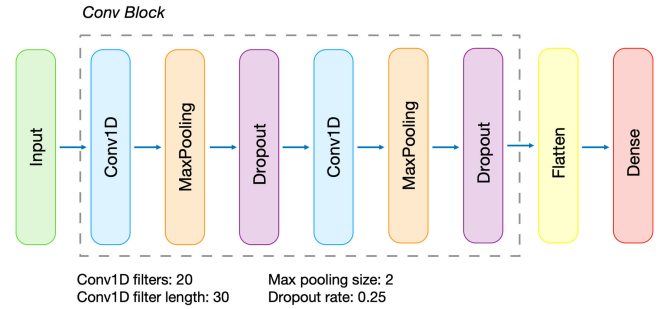 Conv Block
Input
Conv1D
MaxPooling
Dropout
Conv1D
MaxPooling
Dropout
Flatten
Dense
Conv1D filters: 20
Conv1D filter length: 30
Max pooling size: 2
Dropout rate: 0.25